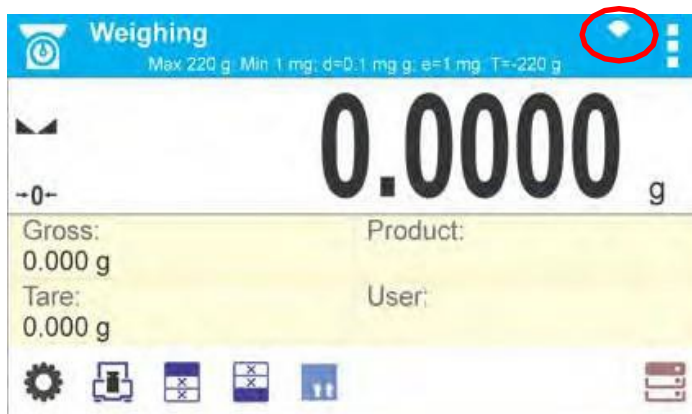 Weighing
Max 220 g: Min 1 mg: d=0.1 mg g: e=1 mg T=-220 g
0.0000 g
→0←
Gross: Product:
0.000 g
Tare: User:
0.000 g